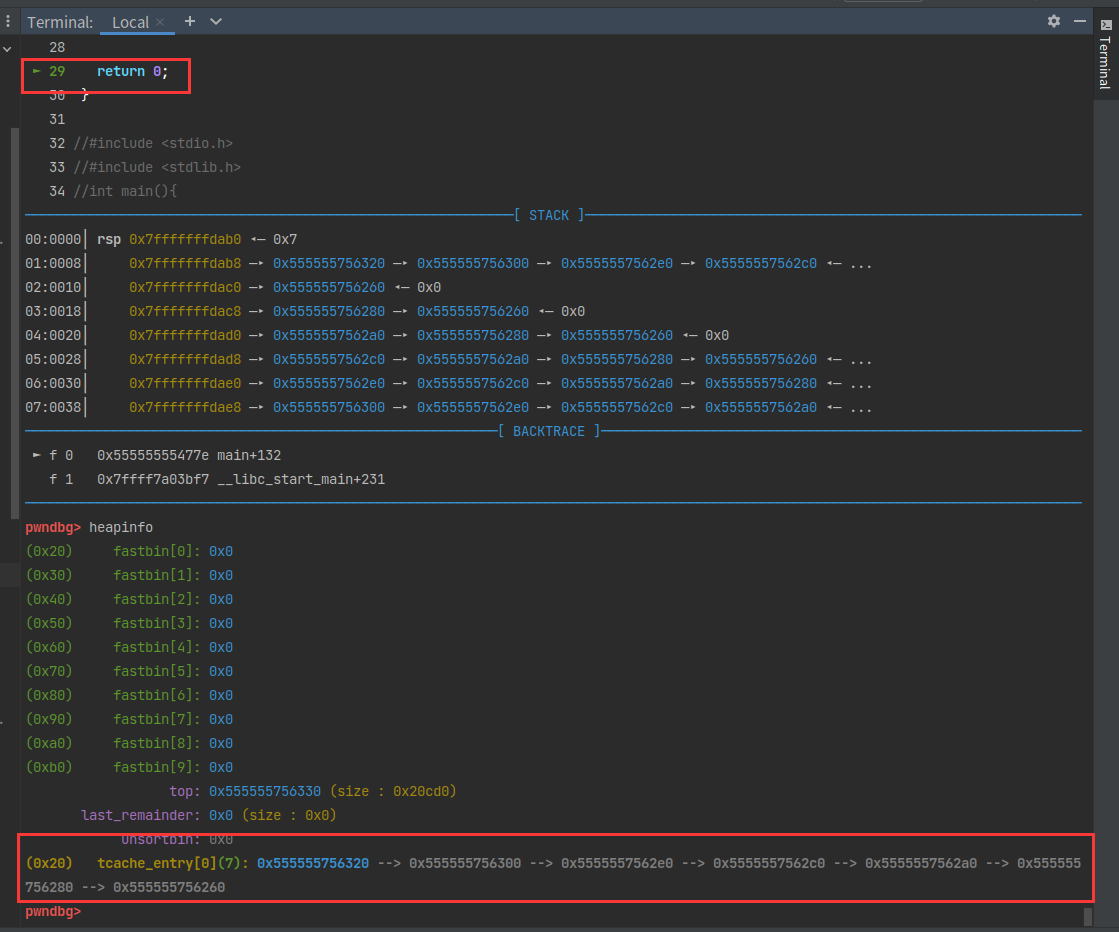 Terminal: Local × +
Terminal
28
► 29 return 0;
30 }
31
32 //#include <stdio.h>
33 //#include <stdlib.h>
34 //int main(){
[ STACK ]
00:0000│ rsp 0x7fffffffdab0 ◂— 0x7
01:0008│ 0x7fffffffdab8 —▸ 0x555555756320 —▸ 0x555555756300 —▸ 0x5555557562e0 —▸ 0x5555557562c0 ◂— ...
02:0010│ 0x7fffffffdac0 —▸ 0x555555756260 ◂— 0x0
03:0018│ 0x7fffffffdac8 —▸ 0x555555756280 —▸ 0x555555756260 ◂— 0x0
04:0020│ 0x7fffffffdad0 —▸ 0x5555557562a0 —▸ 0x555555756280 —▸ 0x555555756260 ◂— 0x0
05:0028│ 0x7fffffffdad8 —▸ 0x5555557562c0 —▸ 0x5555557562a0 —▸ 0x555555756280 —▸ 0x555555756260 ◂— ...
06:0030│ 0x7fffffffdae0 —▸ 0x5555557562e0 —▸ 0x5555557562c0 —▸ 0x5555557562a0 —▸ 0x555555756280 ◂— ...
07:0038│ 0x7fffffffdae8 —▸ 0x555555756300 —▸ 0x5555557562e0 —▸ 0x5555557562c0 —▸ 0x5555557562a0 ◂— ...
[ BACKTRACE ]
► f 0 0x55555555477e main+132
f 1 0x7ffff7a03bf7 __libc_start_main+231
pwndbg> heapinfo
(0x20) fastbin[0]: 0x0
(0x30) fastbin[1]: 0x0
(0x40) fastbin[2]: 0x0
(0x50) fastbin[3]: 0x0
(0x60) fastbin[4]: 0x0
(0x70) fastbin[5]: 0x0
(0x80) fastbin[6]: 0x0
(0x90) fastbin[7]: 0x0
(0xa0) fastbin[8]: 0x0
(0xb0) fastbin[9]: 0x0
top: 0x555555756330 (size : 0x20cd0)
last_remainder: 0x0 (size : 0x0)
unsortbin: 0x0
(0x20) tcache_entry[0](7): 0x555555756320 --> 0x555555756300 --> 0x5555557562e0 --> 0x5555557562c0 --> 0x5555557562a0 --> 0x555555
756280 --> 0x555555756260
pwndbg>